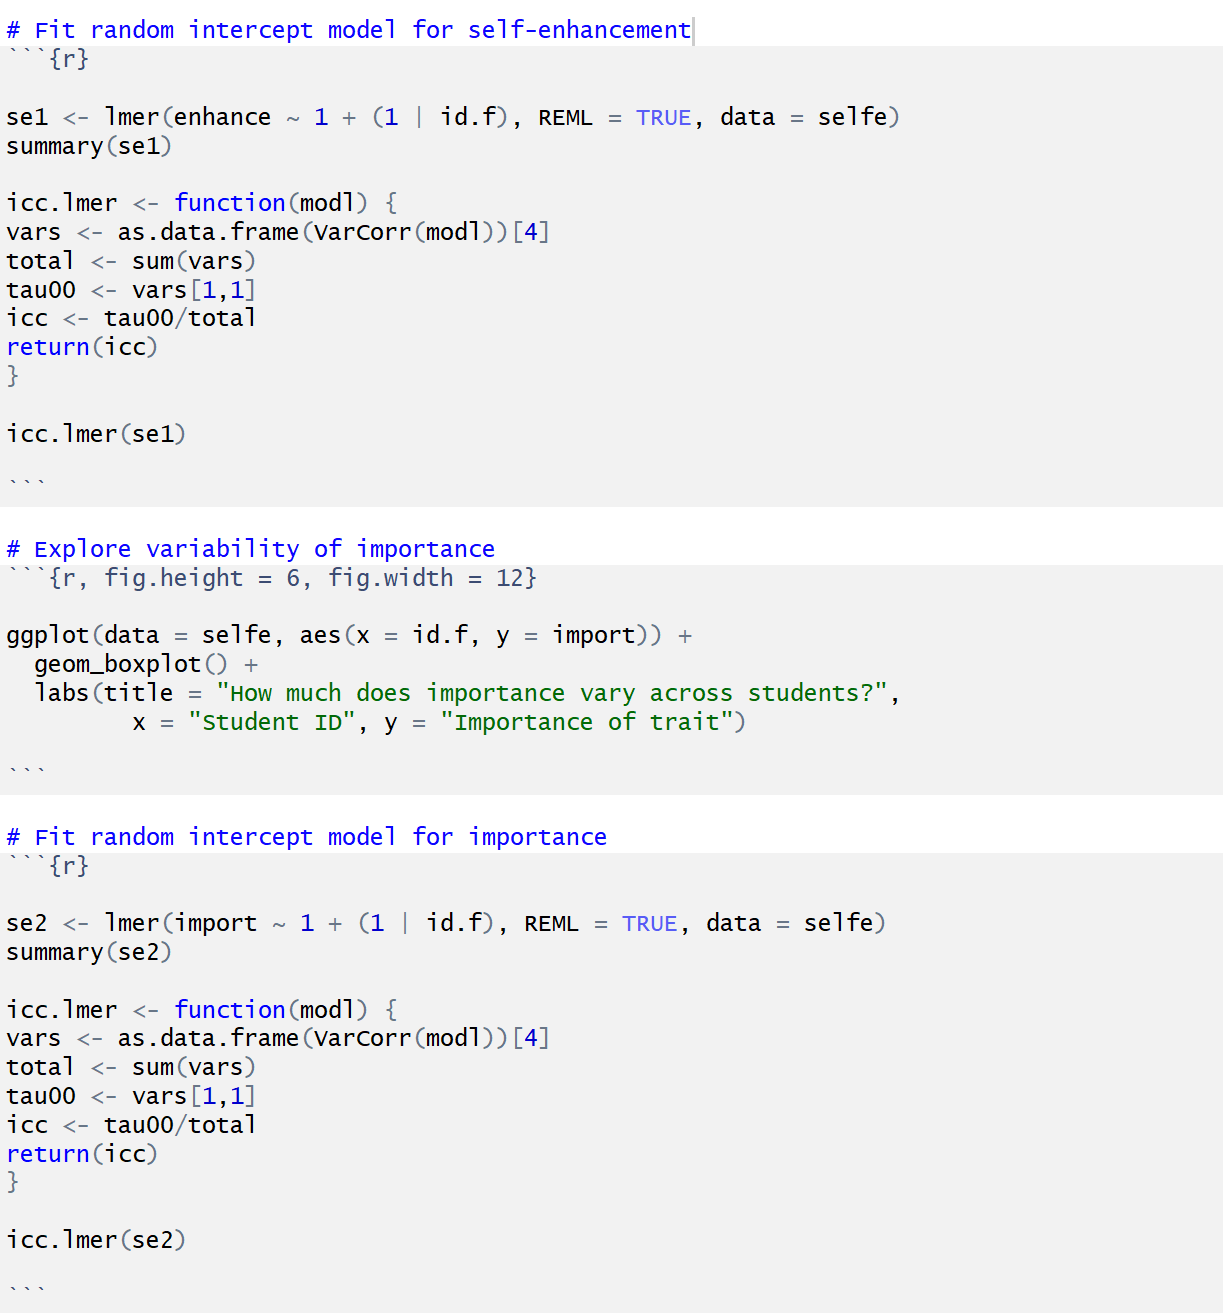 # Fit random intercept model for self-enhancement
```{r}
se1 <- lmer(enhance ~ 1 + (1 | id.f), REML = TRUE, data = selfe)
summary(se1)
icc.lmer <- function(modl) {
vars <- as.data.frame(VarCorr(modl))[4]
total <- sum(vars)
tau00 <- vars[1,1]
icc <- tau00/total
return(icc)
}
icc.lmer(se1)
```
# Explore variability of importance
```{r, fig.height = 6, fig.width = 12}
ggplot(data = selfe, aes(x = id.f, y = import)) +
  geom_boxplot() +
  labs(title = "How much does importance vary across students?",
         x = "Student ID", y = "Importance of trait")
```
# Fit random intercept model for importance
```{r}
se2 <- lmer(import ~ 1 + (1 | id.f), REML = TRUE, data = selfe)
summary(se2)
icc.lmer <- function(modl) {
vars <- as.data.frame(VarCorr(modl))[4]
total <- sum(vars)
tau00 <- vars[1,1]
icc <- tau00/total
return(icc)
}
icc.lmer(se2)
```